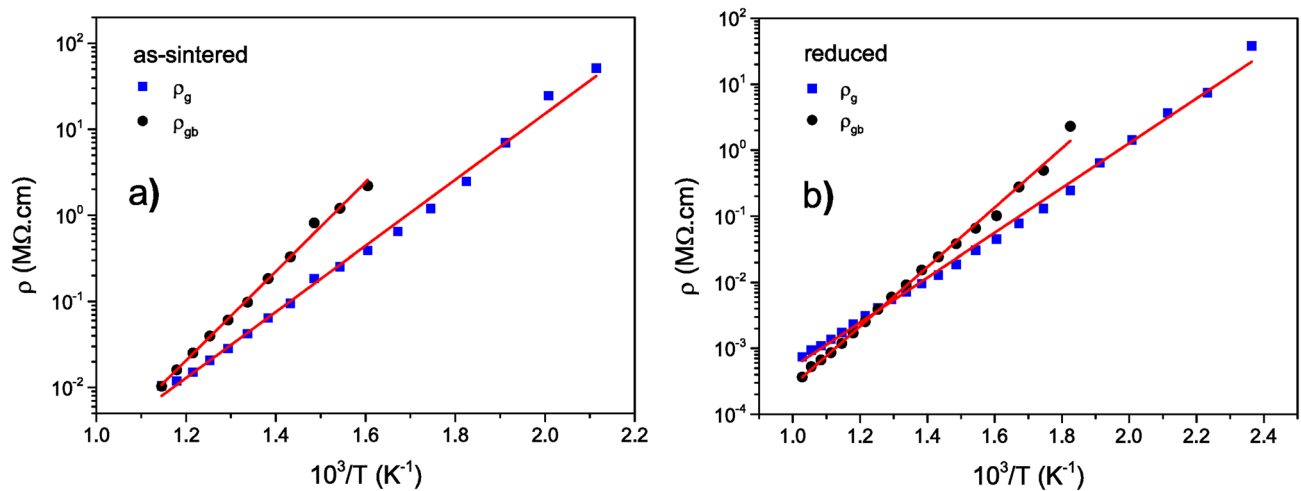 as-sintered
ρg
ρgb
a)
ρ (MΩ.cm)
10²
10¹
10⁰
10⁻¹
10⁻²
1.0 1.2 1.4 1.6 1.8 2.0 2.2
10³/T (K⁻¹)
reduced
ρg
ρgb
b)
ρ (MΩ.cm)
10²
10¹
10⁰
10⁻¹
10⁻²
10⁻³
10⁻⁴
1.0 1.2 1.4 1.6 1.8 2.0 2.2 2.4
10³/T (K⁻¹)